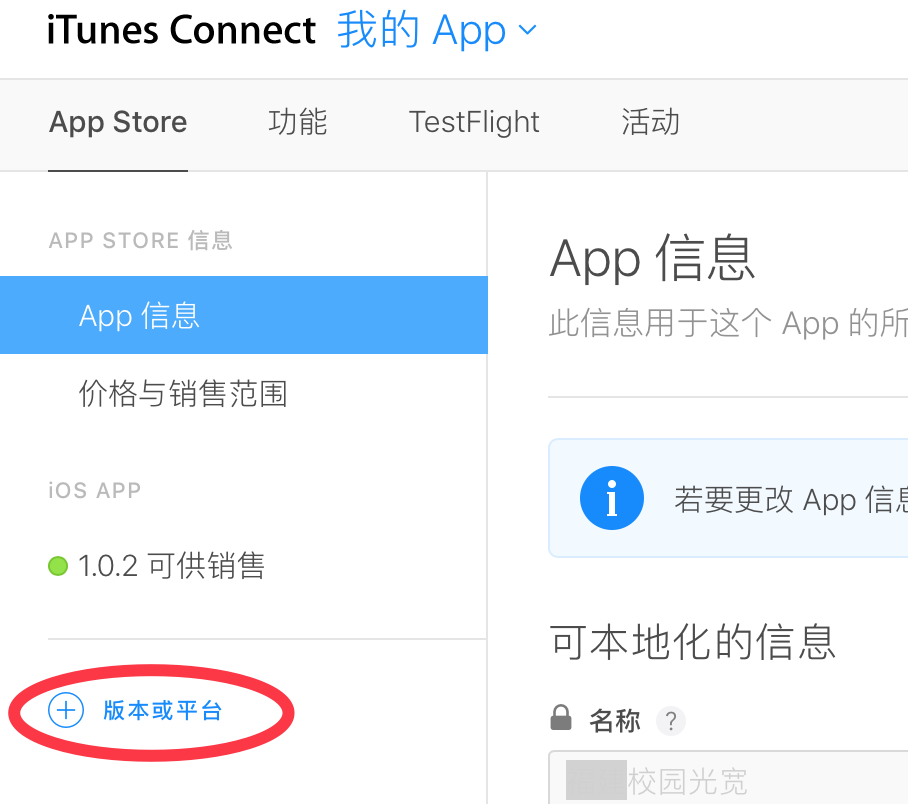 iTunes Connect 我的 App
App Store 功能 TestFlight 活动
APP STORE 信息
App 信息
价格与销售范围
iOS APP
1.0.2 可供销售
版本或平台
App 信息
此信息用于这个 App 的所
若要更改 App 信息
可本地化的信息
名称 ?
校园光宽